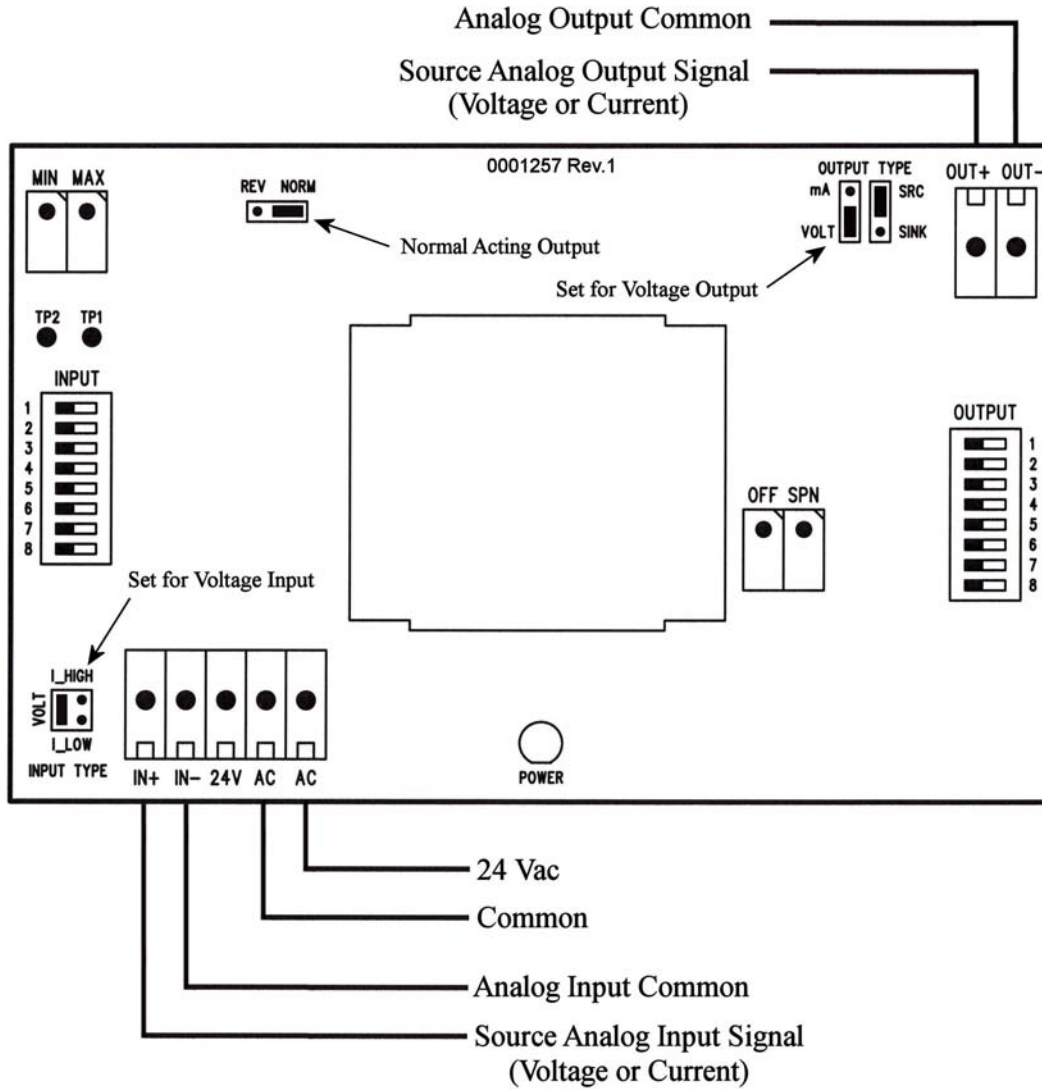 Analog Output Common
Source Analog Output Signal
(Voltage or Current)
0001257 Rev.1
MIN MAX
REV NORM
Normal Acting Output
OUTPUT TYPE
mA
SRC
VOLT
SINK
Set for Voltage Output
OUT+ OUT-
TP2 TP1
INPUT
1
2
3
4
5
6
7
8
OUTPUT
1
2
3
4
5
6
7
8
OFF SPN
Set for Voltage Input
I_HIGH
VOLT
I_LOW
INPUT TYPE
IN+ IN- 24V AC AC
POWER
24 Vac
Common
Analog Input Common
Source Analog Input Signal
(Voltage or Current)